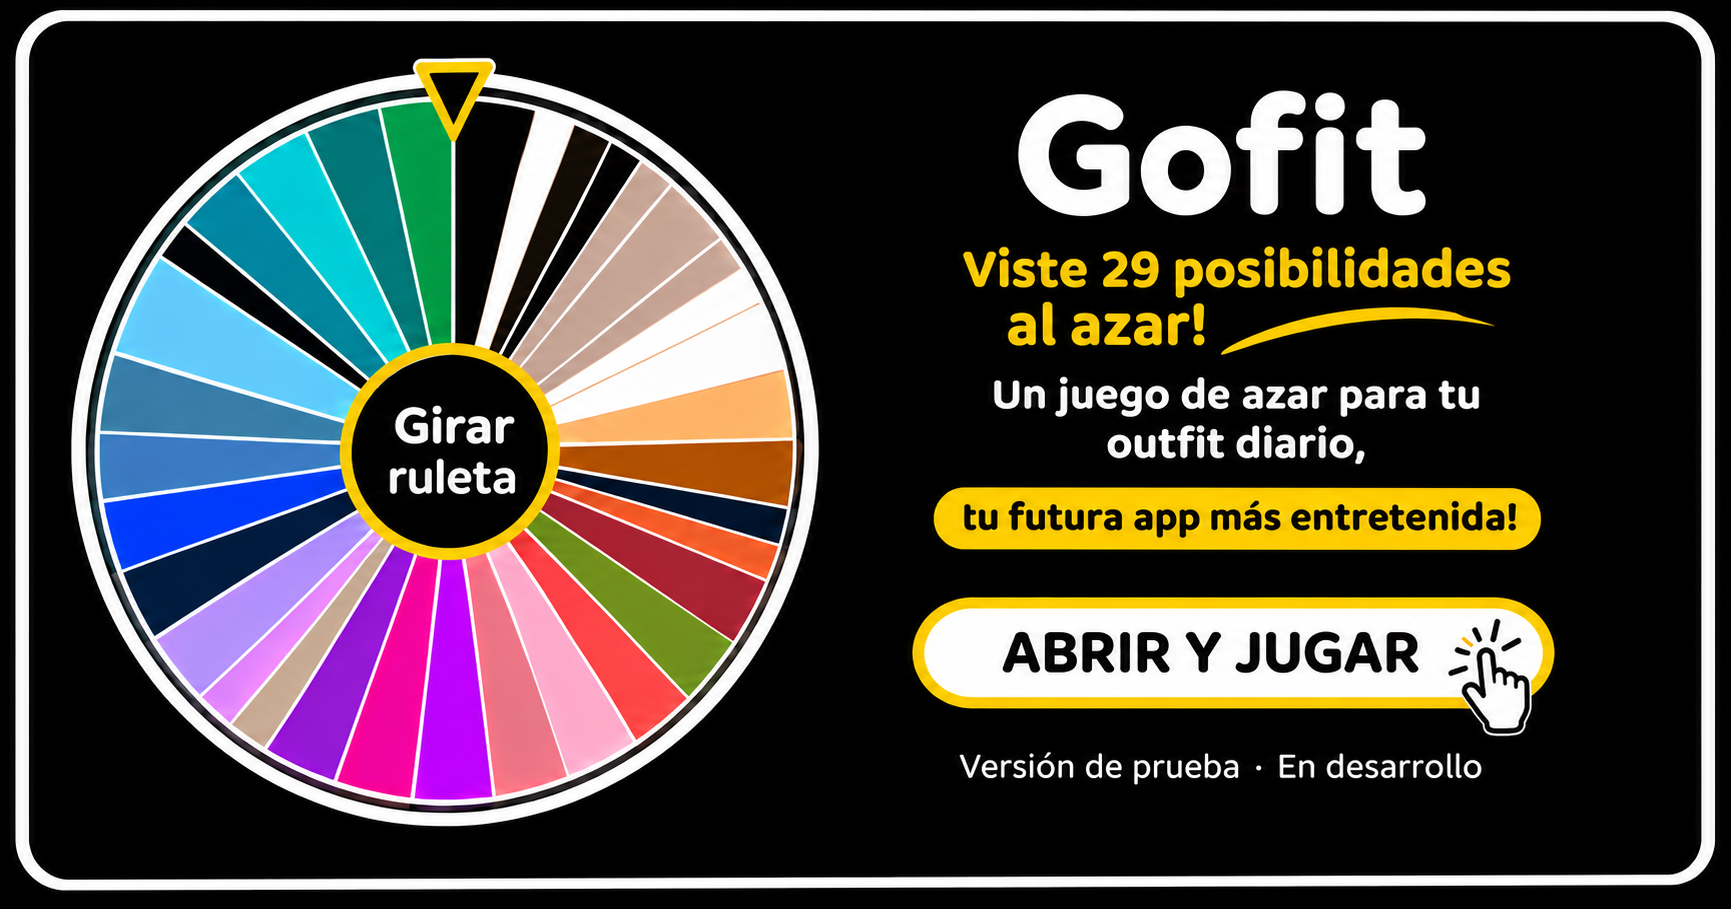 Girar
ruleta
Gofit
Viste 29 posibilidades
al azar!
Un juego de azar para tu
outfit diario,
tu futura app más entretenida!
ABRIR Y JUGAR
Versión de prueba · En desarrollo